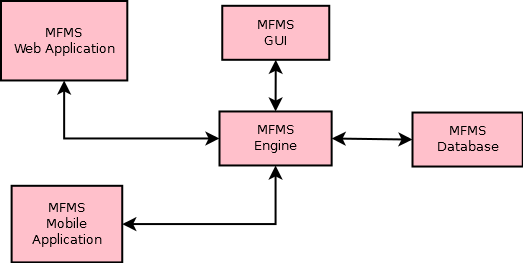 MFMS
Web Application
MFMS
GUI
MFMS
Engine
MFMS
Database
MFMS
Mobile
Application